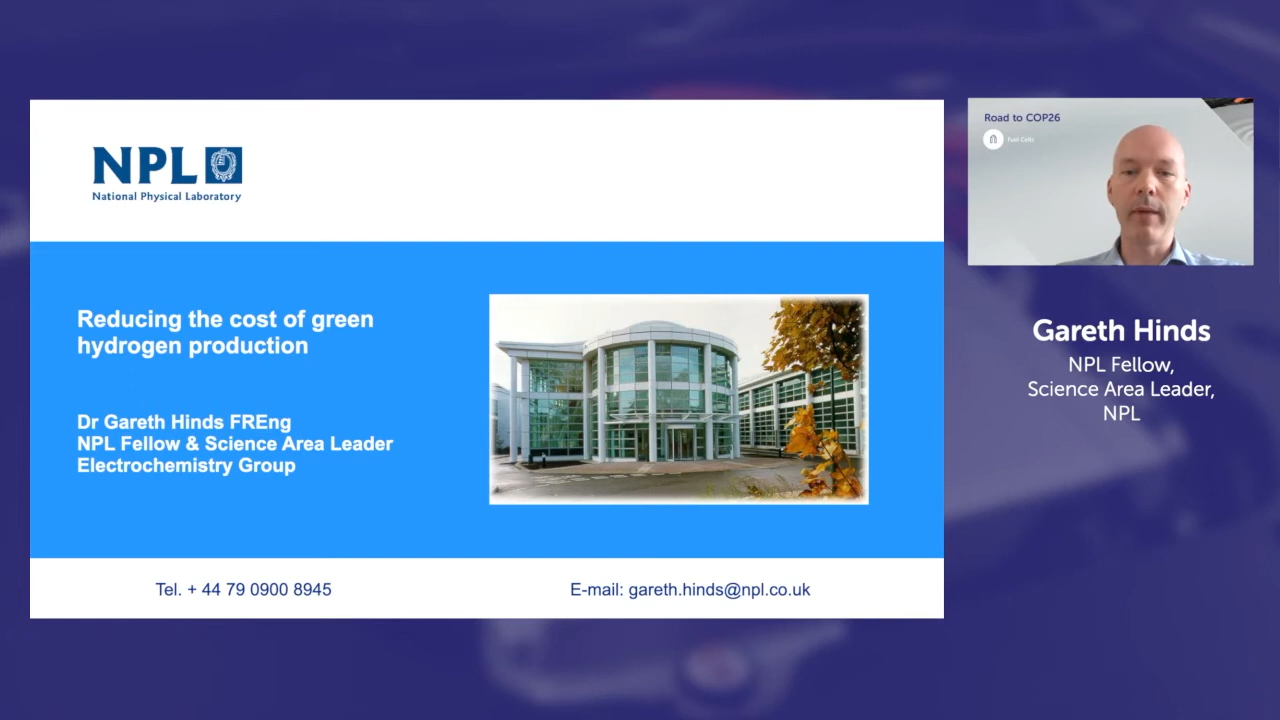 NPL
National Physical Laboratory
Reducing the cost of green
hydrogen production
Dr Gareth Hinds FREng
NPL Fellow & Science Area Leader
Electrochemistry Group
Tel. + 44 79 0900 8945
E-mail: gareth.hinds@npl.co.uk
Road to COP26
Fuel Cells
Gareth Hinds
NPL Fellow,
Science Area Leader,
NPL